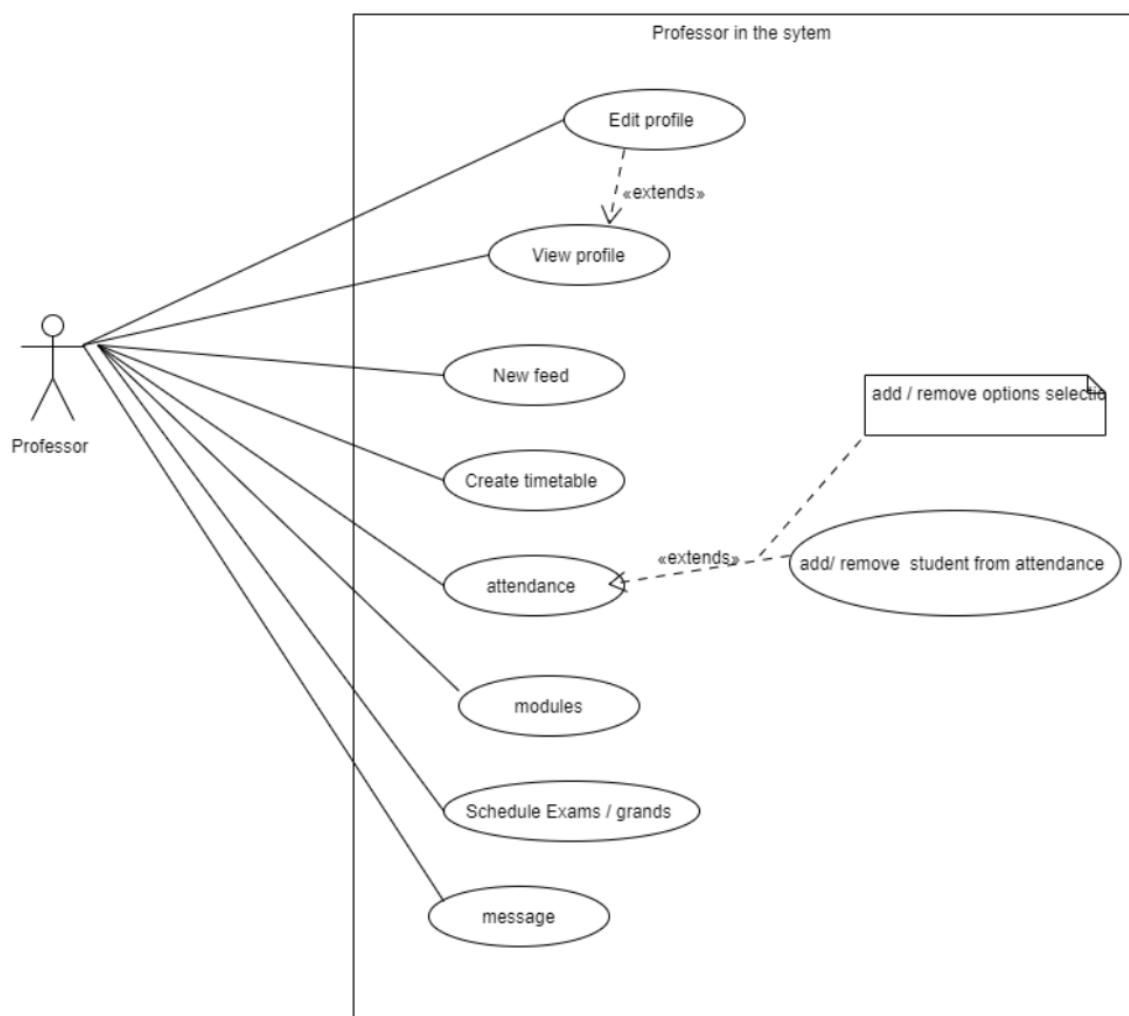 Professor in the sytem
Edit profile
«extends»
View profile
New feed
add / remove options selectio
Professor
Create timetable
«extends»
add/ remove  student from attendance
attendance
modules
Schedule Exams / grands
message